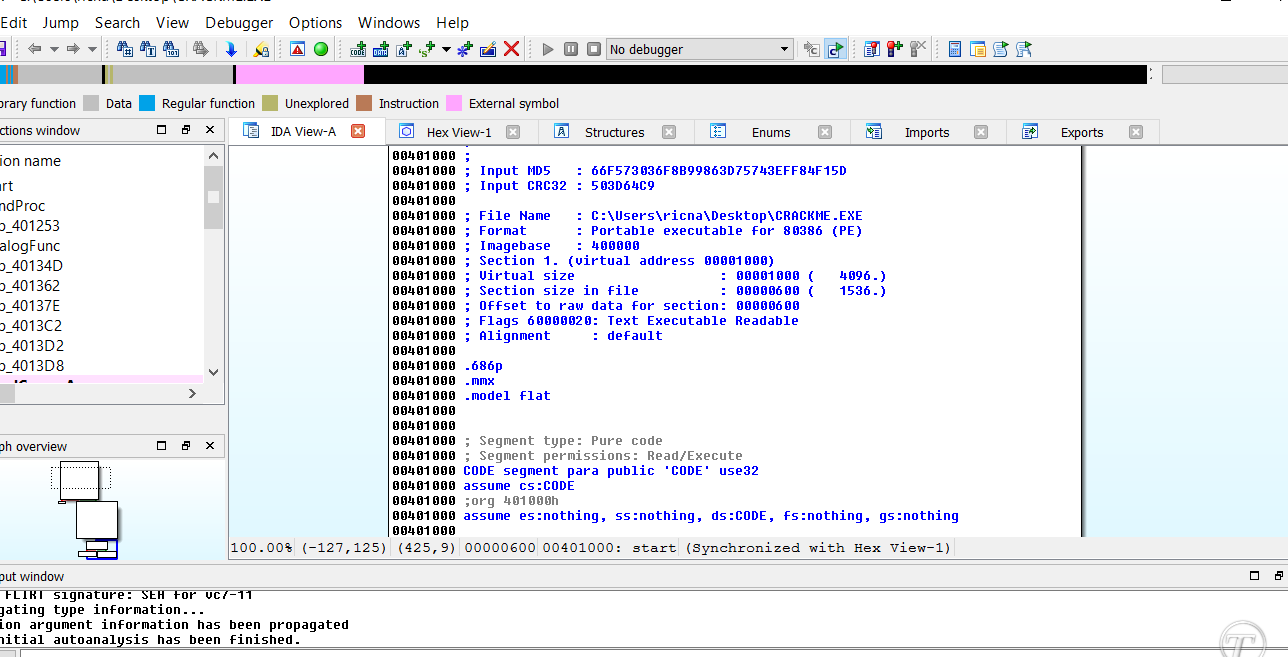 Edit Jump Search View Debugger Options Windows Help
No debugger
Data Regular function Unexplored Instruction External symbol
IDA View-A Hex View-1 Structures Enums Imports Exports
00401000 ;
00401000 ; Input MD5 : 66F573036F8B99863D75743EFF84F15D
00401000 ; Input CRC32 : 503D64C9
00401000
00401000 ; File Name : C:\Users\ricna\Desktop\CRACKME.EXE
00401000 ; Format : Portable executable for 80386 (PE)
00401000 ; Imagebase : 400000
00401000 ; Section 1. (virtual address 00001000)
00401000 ; Virtual size : 00001000 ( 4096.)
00401000 ; Section size in file : 00000600 ( 1536.)
00401000 ; Offset to raw data for section: 00000600
00401000 ; Flags 60000020: Text Executable Readable
00401000 ; Alignment : default
00401000
00401000 .686p
00401000 .mmx
00401000 .model flat
00401000
00401000
00401000 ; Segment type: Pure code
00401000 ; Segment permissions: Read/Execute
00401000 CODE segment para public 'CODE' use32
00401000 assume cs:CODE
00401000 ;org 401000h
00401000 assume es:nothing, ss:nothing, ds:CODE, fs:nothing, gs:nothing
00401000
100.00% (-127,125) (425,9) 00000600 00401000: start (Synchronized with Hex View-1)
brary function
ctions window
ion name
art
ndProc
b_401253
alogFunc
b_40134D
b_401362
b_40137E
b_4013C2
b_4013D2
b_4013D8
ph overview
put window
FLIRT signature: SEH for vc7-11
gating type information...
ion argument information has been propagated
nitial autoanalysis has been finished.